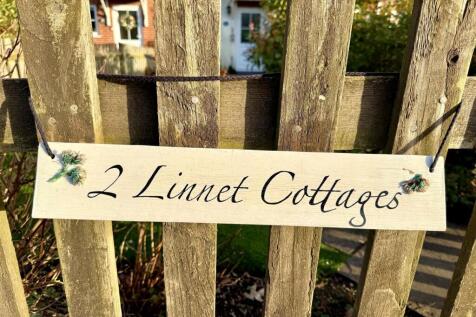 2 Linnet Cottages